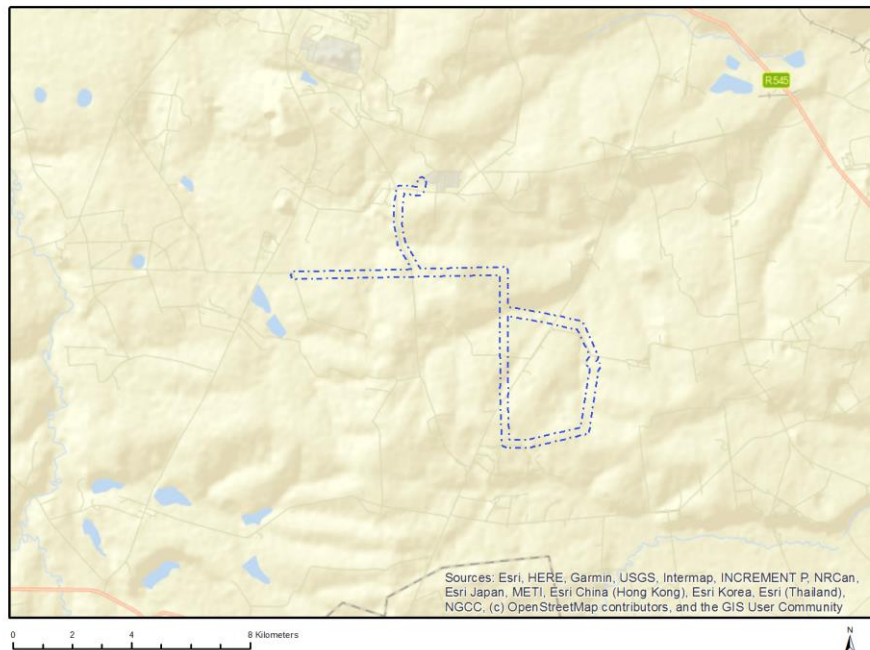 R545
Sources: Esri, HERE, Garmin, USGS, Intermap, INCREMENT P, NRCan,
Esri Japan, METI, Esri China (Hong Kong), Esri Korea, Esri (Thailand),
NGCC, (c) OpenStreetMap contributors, and the GIS User Community
0 2 4 8 Kilometers
N